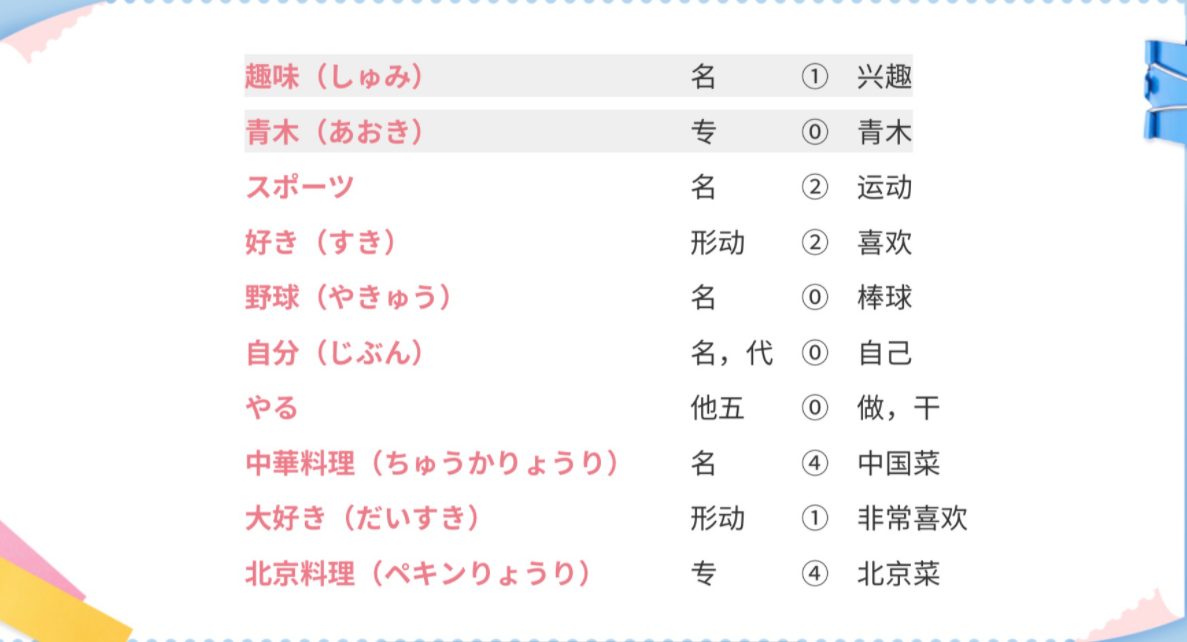 趣味（しゅみ） 名 ① 兴趣
青木（あおき） 专 ⓪ 青木
スポーツ 名 ② 运动
好き（すき） 形动 ② 喜欢
野球（やきゅう） 名 ⓪ 棒球
自分（じぶん） 名，代 ⓪ 自己
やる 他五 ⓪ 做，干
中華料理（ちゅうかりょうり） 名 ④ 中国菜
大好き（だいすき） 形动 ① 非常喜欢
北京料理（ペキンりょうり） 专 ④ 北京菜